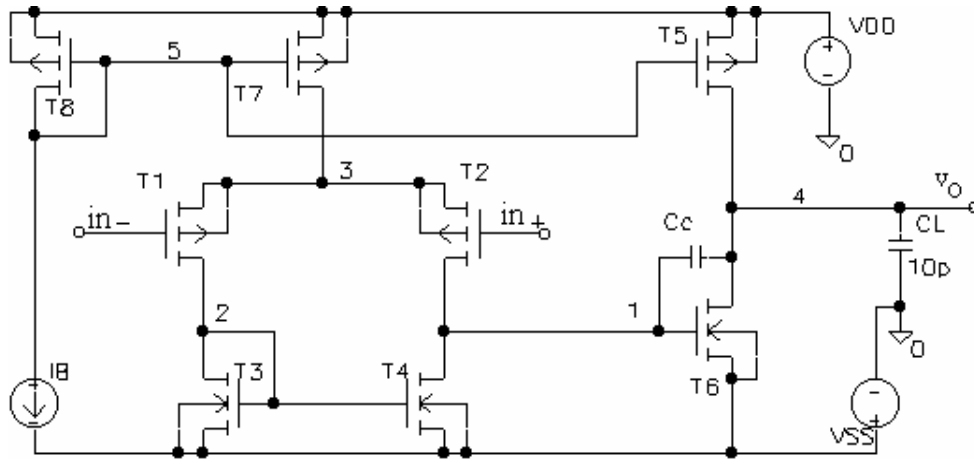 VDD
5
T5
T8
T7
0
T1
3
T2
in-
in+
4
vO
Cc
CL
10p
2
1
IB
T3
T4
T6
0
VSS
+
-
+
-
+
-